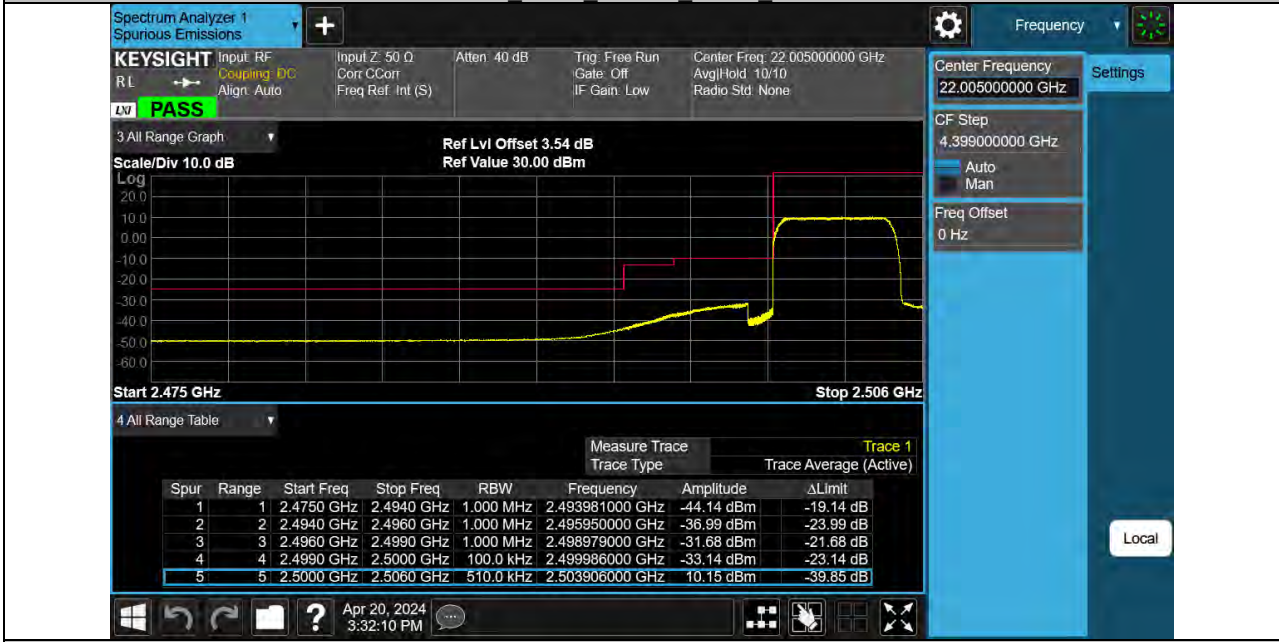 Spectrum Analyzer 1
Spurious Emissions
Frequency
KEYSIGHT
RL
LXI PASS
Input: RF
Coupling: DC
Align: Auto
Input Z: 50 Ω
Corr CCorr
Freq Ref: Int (S)
Atten: 40 dB
Trig: Free Run
Gate: Off
IF Gain: Low
Center Freq: 22.005000000 GHz
Avg|Hold: 10/10
Radio Std: None
3 All Range Graph
Scale/Div 10.0 dB
Ref Lvl Offset 3.54 dB
Ref Value 30.00 dBm
Log
20.0
10.0
0.00
-10.0
-20.0
-30.0
-40.0
-50.0
-60.0
Start 2.475 GHz
Stop 2.506 GHz
4 All Range Table
Measure Trace Trace 1
Trace Type Trace Average (Active)
Spur Range Start Freq Stop Freq RBW Frequency Amplitude ΔLimit
1 1 2.4750 GHz 2.4940 GHz 1.000 MHz 2.493981000 GHz -44.14 dBm -19.14 dB
2 2 2.4940 GHz 2.4960 GHz 1.000 MHz 2.495950000 GHz -36.99 dBm -23.99 dB
3 3 2.4960 GHz 2.4990 GHz 1.000 MHz 2.498979000 GHz -31.68 dBm -21.68 dB
4 4 2.4990 GHz 2.5000 GHz 100.0 kHz 2.499986000 GHz -33.14 dBm -23.14 dB
5 5 2.5000 GHz 2.5060 GHz 510.0 kHz 2.503906000 GHz 10.15 dBm -39.85 dB
?
Apr 20, 2024
3:32:10 PM
Center Frequency
22.005000000 GHz
Settings
CF Step
4.399000000 GHz
Auto
Man
Freq Offset
0 Hz
Local